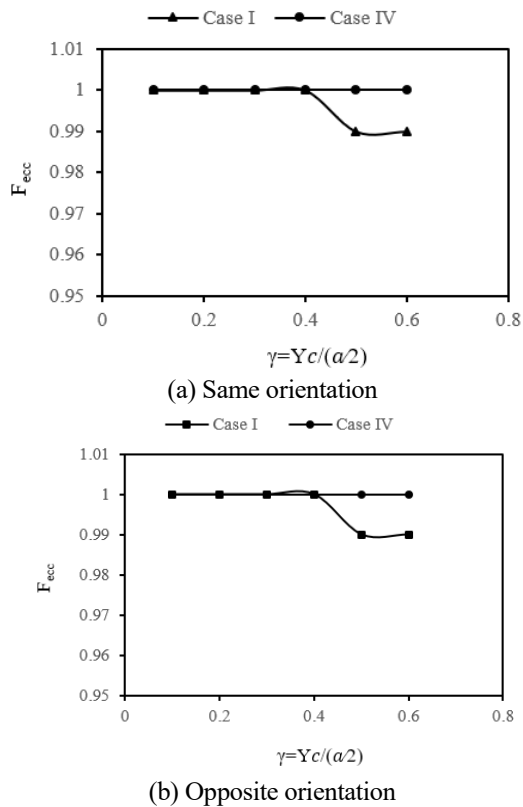 Case I Case IV
1.01
1
0.99
0.98
0.97
0.96
0.95
F_ecc
0 0.2 0.4 0.6 0.8
γ=Yc/(a/2)
(a) Same orientation
Case I Case IV
1.01
1
0.99
0.98
0.97
0.96
0.95
F_ecc
0 0.2 0.4 0.6 0.8
γ=Yc/(a/2)
(b) Opposite orientation